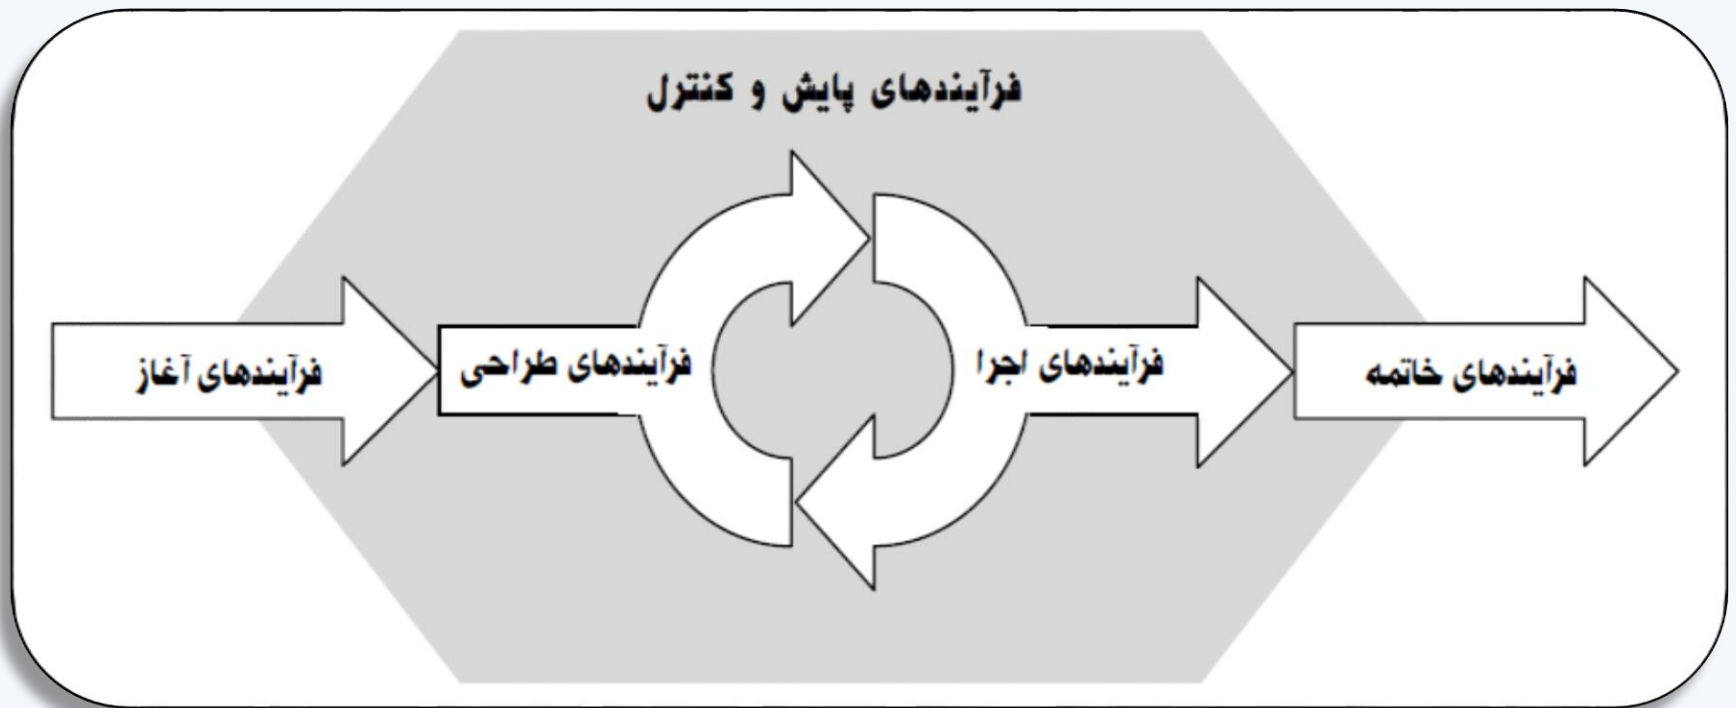 فرآیندهای پایش و کنترل
فرآیندهای آغاز
فرآیندهای طراحی
فرآیندهای اجرا
فرآیندهای خاتمه